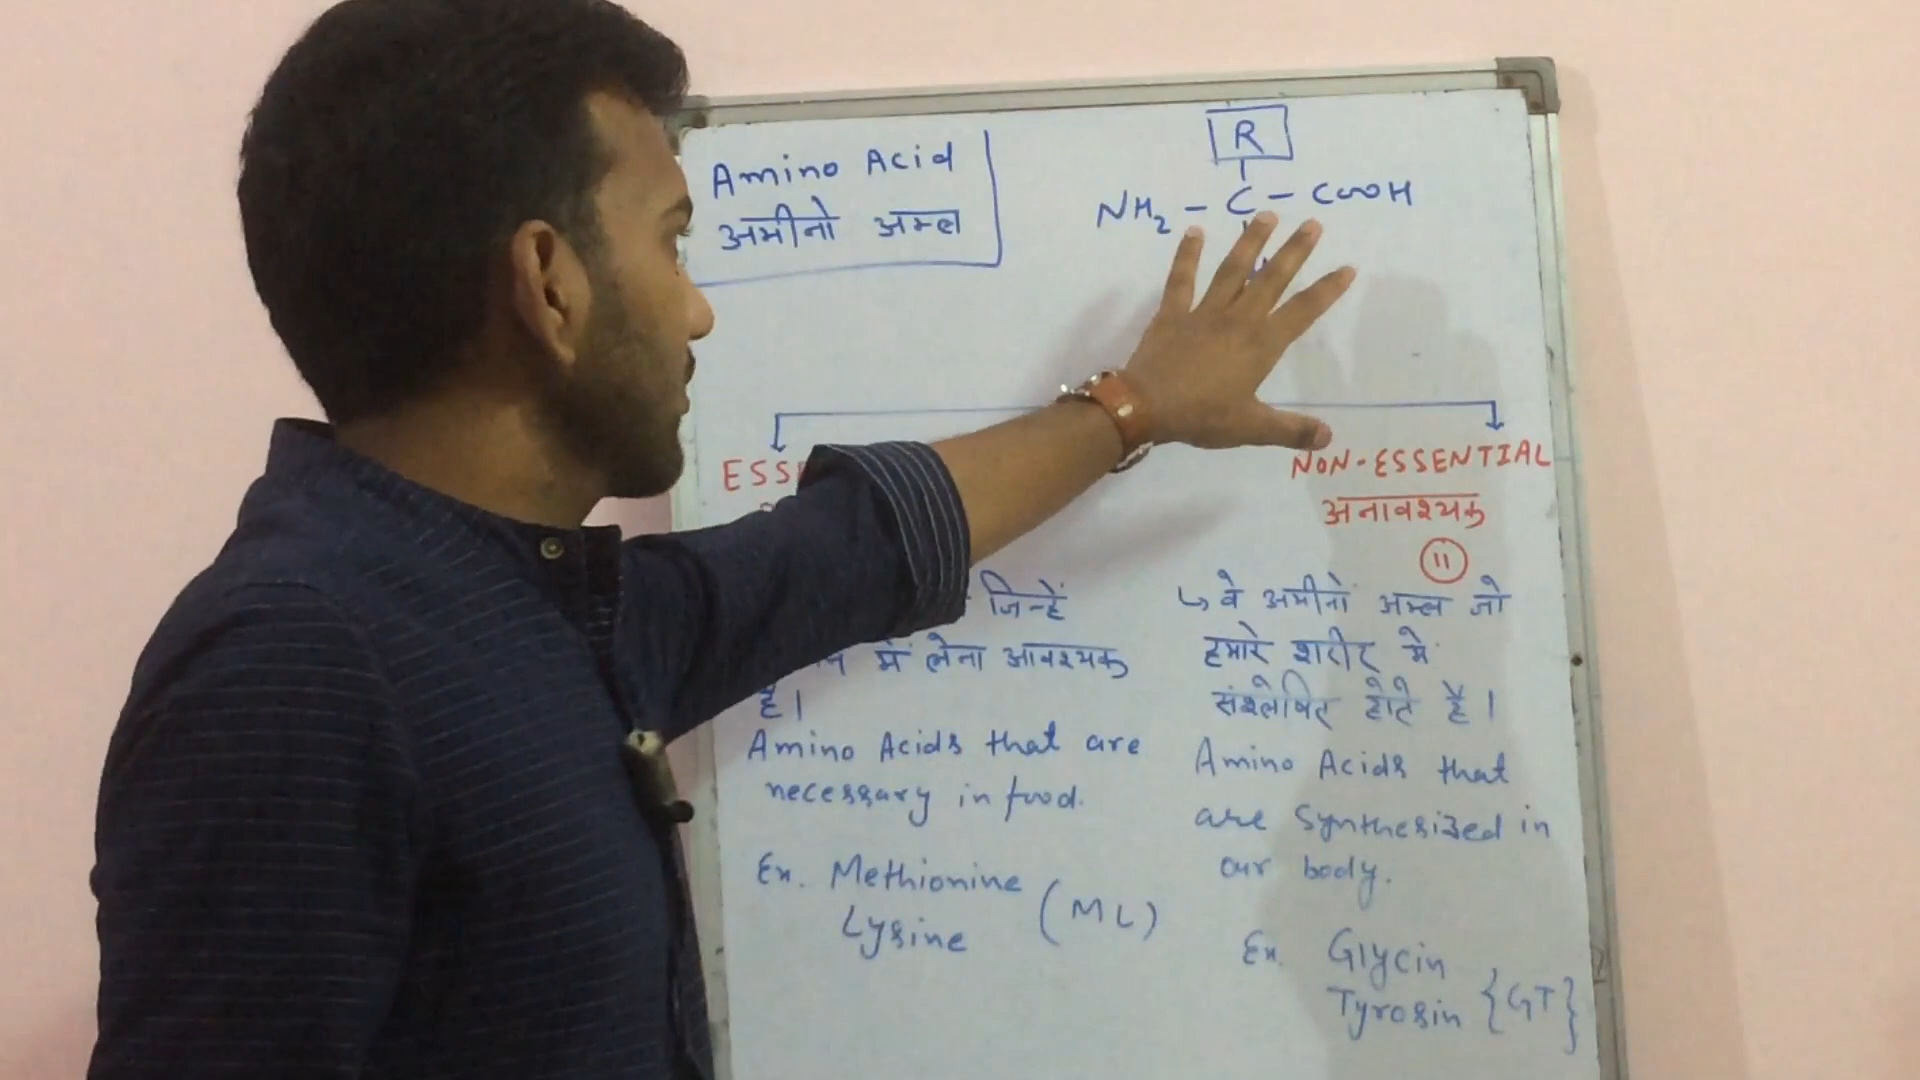 Amino Acid
अमीनो अम्ल
R
NH2 - C - COOH
NON-ESSENTIAL
अनावश्यक
11
जिन्हें
में लेना आवश्यक
है।
Amino Acids that are
necessary in food.
Ex. Methionine
Lysine (ML)
↳ वे अमीनो अम्ल जो
हमारे शरीर में
संश्लेषित होते है।
Amino Acids that
are synthesized in
our body.
Ex. Glycin
Tyrosin {GT}